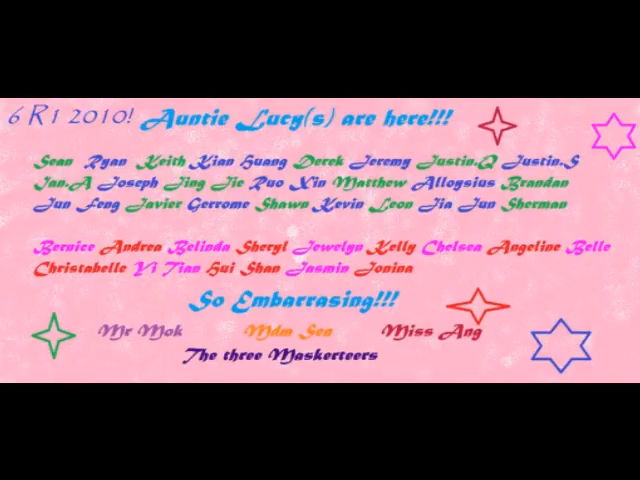 6 R1 2010! Auntie Lucy(s) are here!!!
Sean Ryan Keith Kian Huang Derek Jeremy Justin.Q Justin.S
Ian.A Joseph Jing Jie Ruo Xin Matthew Alloysius Brandan
Jun Feng Javier Gerrome Shawn Kevin Leon Jia Jun Sherman
Bernice Andrea Belinda Sheryl Jewelyn Kelly Chelsea Angeline Belle
Christabelle Yi Tian Hui Shan Jasmin Jonina
So Embarrasing!!!
Mr Mok Mdm Sen Miss Ang
The three Maskerteers